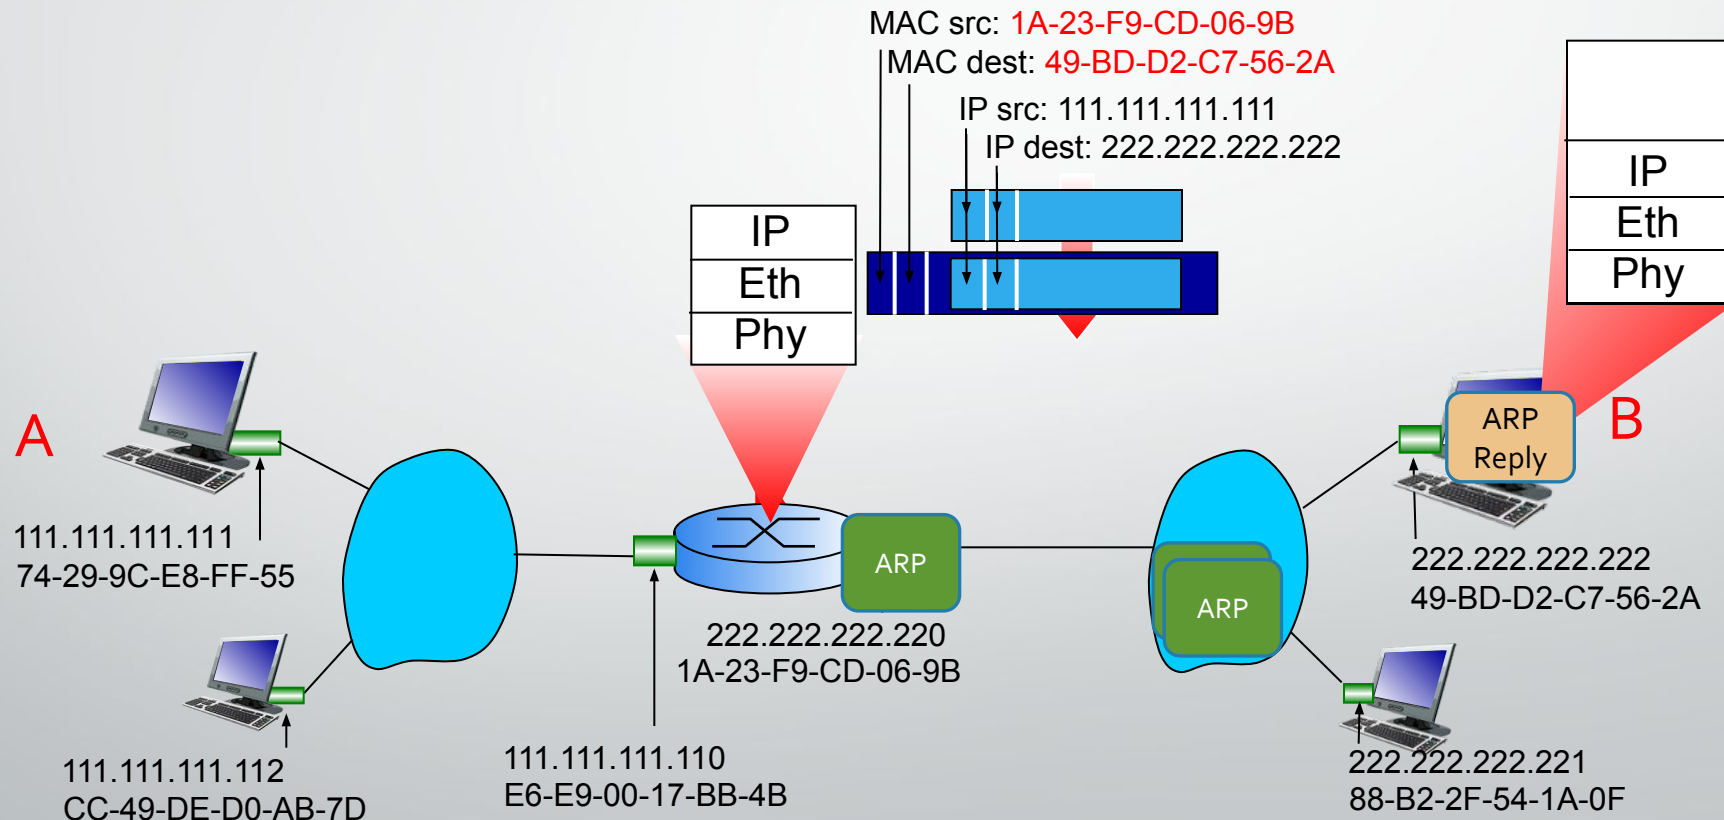 MAC src: 1A-23-F9-CD-06-9B
MAC dest: 49-BD-D2-C7-56-2A
IP src: 111.111.111.111
IP dest: 222.222.222.222
IP
Eth
Phy
IP
Eth
Phy
A
111.111.111.111
74-29-9C-E8-FF-55
111.111.111.112
CC-49-DE-D0-AB-7D
111.111.111.110
E6-E9-00-17-BB-4B
ARP
222.222.222.220
1A-23-F9-CD-06-9B
ARP
ARP
Reply
B
222.222.222.222
49-BD-D2-C7-56-2A
222.222.222.221
88-B2-2F-54-1A-0F